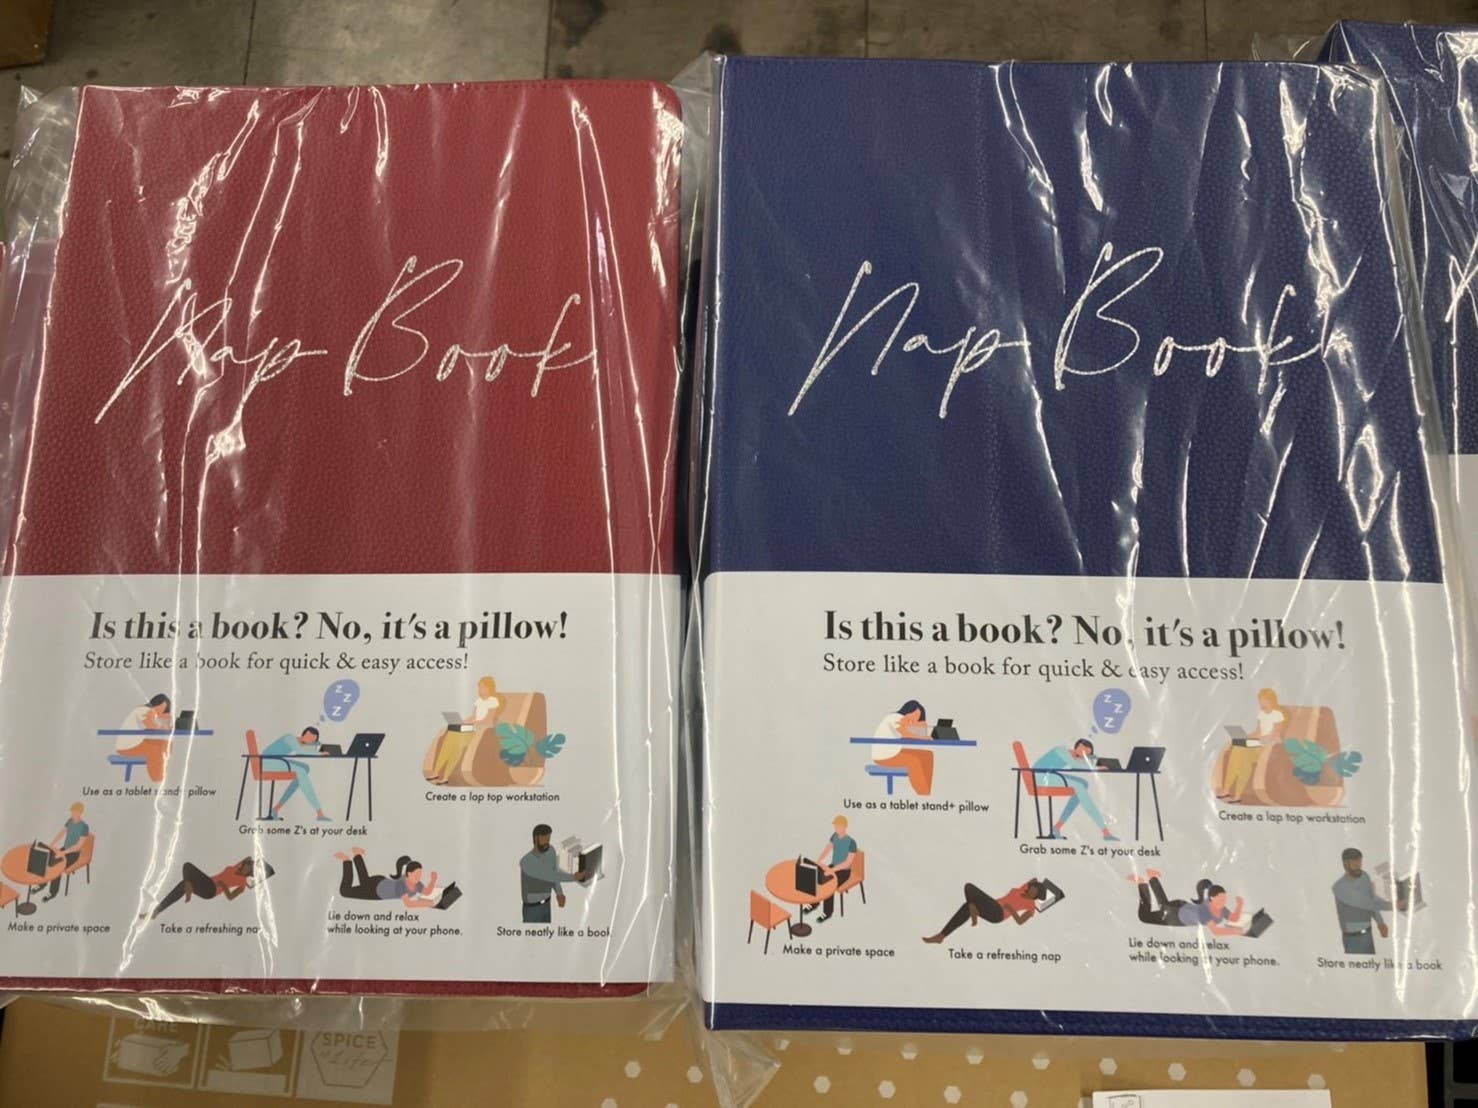 Nap Book
Is this a book? No, it's a pillow!
Store like a book for quick & easy access!
z
z
z
Use as a tablet stand+ pillow
Grab some Z's at your desk
Create a lap top workstation
Make a private space
Take a refreshing nap
Lie down and relax
while looking at your phone.
Store neatly like a book
Nap Book
Is this a book? No, it's a pillow!
Store like a book for quick & easy access!
z
z
z
Use as a tablet stand+ pillow
Grab some Z's at your desk
Create a lap top workstation
Make a private space
Take a refreshing nap
Lie down and relax
while looking at your phone.
Store neatly like a book
CARE
SPICE
of Life